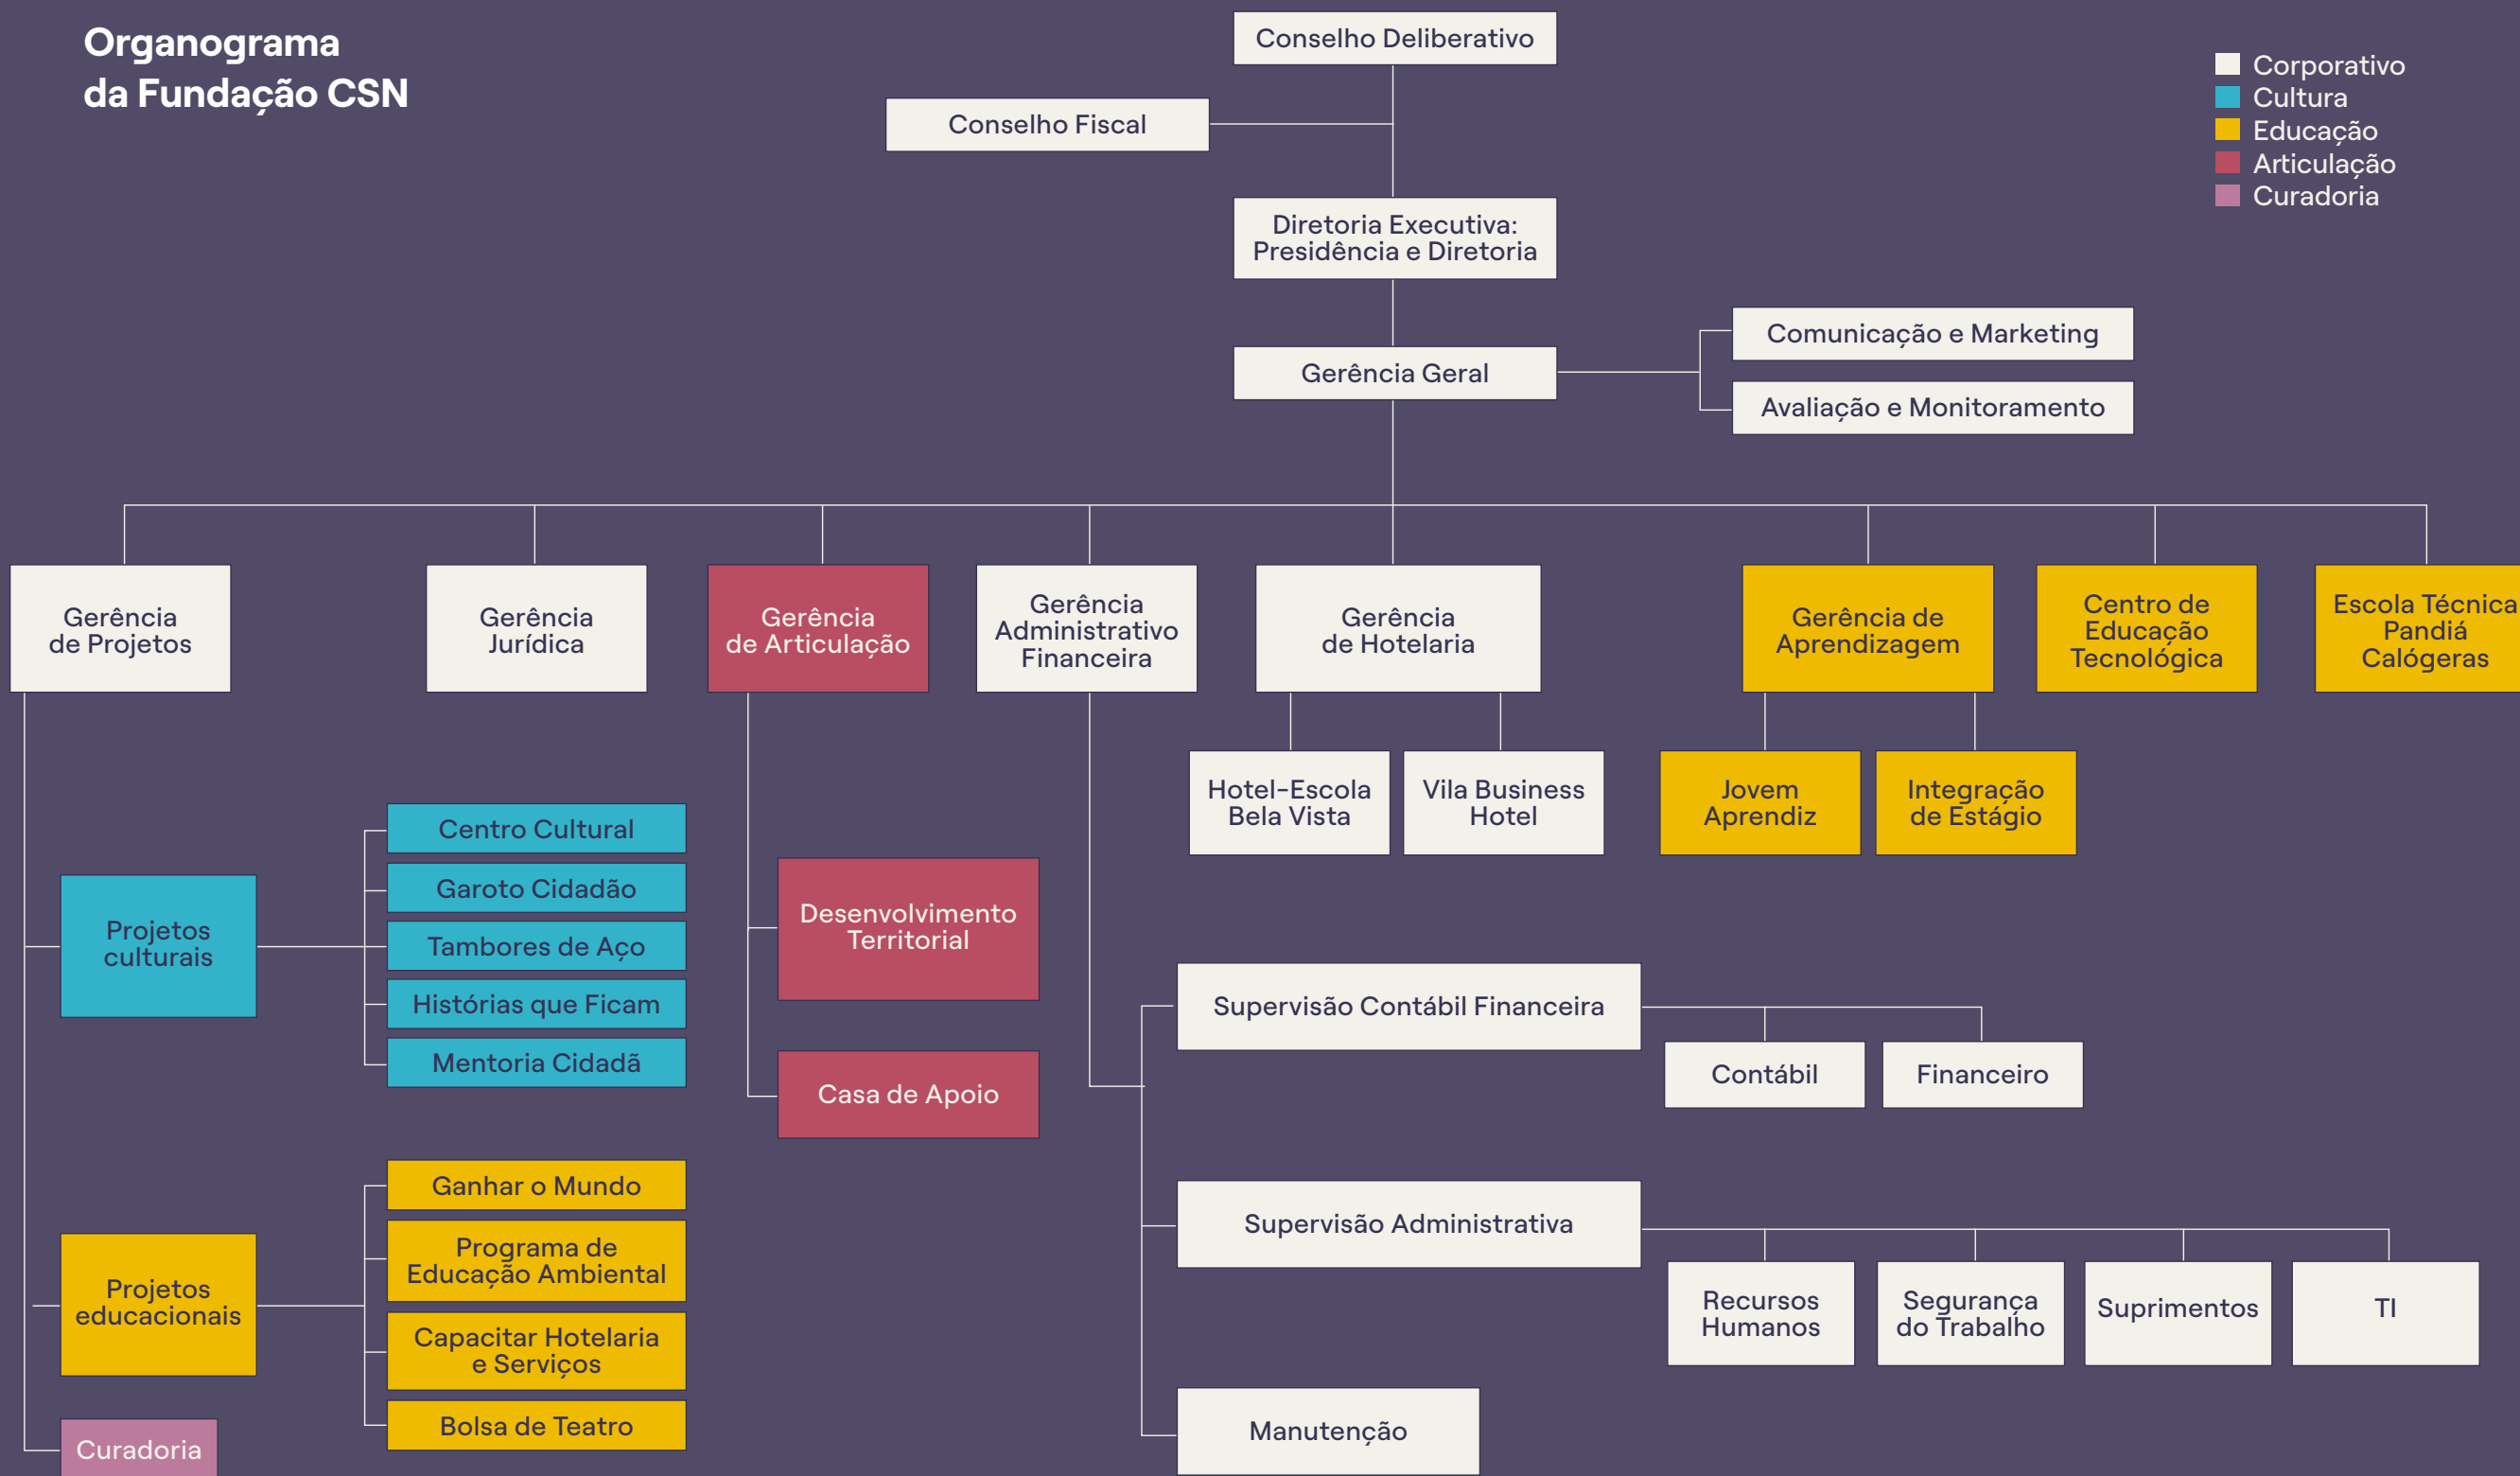 Organograma
da Fundação CSN
Conselho Deliberativo
Corporativo
Cultura
Educação
Articulação
Curadoria
Conselho Fiscal
Diretoria Executiva:
Presidência e Diretoria
Gerência Geral
Comunicação e Marketing
Avaliação e Monitoramento
Gerência
de Projetos
Gerência
Jurídica
Gerência
de Articulação
Gerência
Administrativo
Financeira
Gerência
de Hotelaria
Gerência de
Aprendizagem
Centro de
Educação
Tecnológica
Escola Técnica
Pandiá
Calógeras
Hotel-Escola
Bela Vista
Vila Business
Hotel
Jovem
Aprendiz
Integração
de Estágio
Projetos
culturais
Centro Cultural
Garoto Cidadão
Tambores de Aço
Histórias que Ficam
Mentoria Cidadã
Desenvolvimento
Territorial
Casa de Apoio
Supervisão Contábil Financeira
Contábil
Financeiro
Projetos
educacionais
Ganhar o Mundo
Programa de
Educação Ambiental
Capacitar Hotelaria
e Serviços
Bolsa de Teatro
Supervisão Administrativa
Recursos
Humanos
Segurança
do Trabalho
Suprimentos
TI
Manutenção
Curadoria